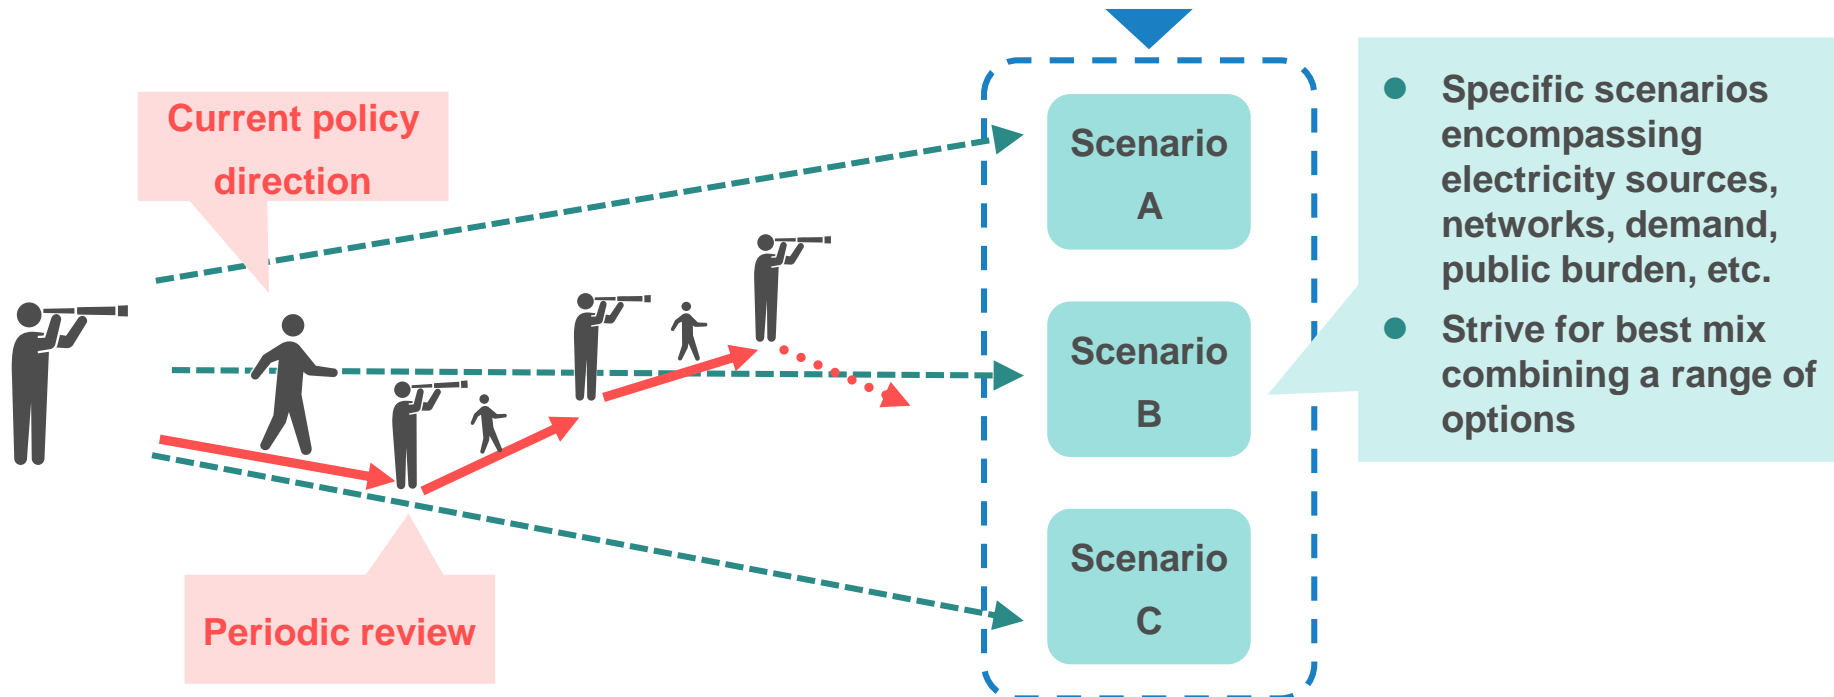 Current policy
direction
Periodic review
Scenario
A
Scenario
B
Scenario
C
● Specific scenarios
encompassing
electricity sources,
networks, demand,
public burden, etc.
● Strive for best mix
combining a range of
options